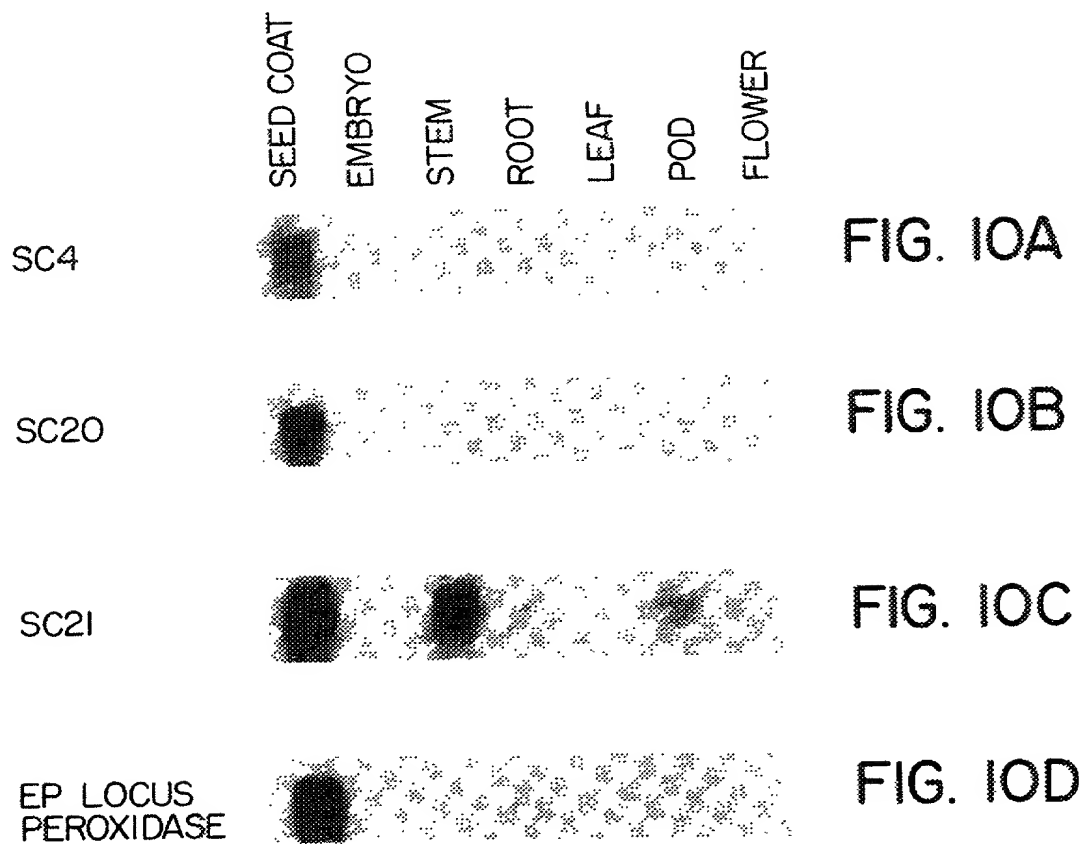 SEED COAT
EMBRYO
STEM
ROOT
LEAF
POD
FLOWER
SC4
FIG. 10A
SC20
FIG. 10B
SC21
FIG. 10C
EP LOCUS
PEROXIDASE
FIG. 10D